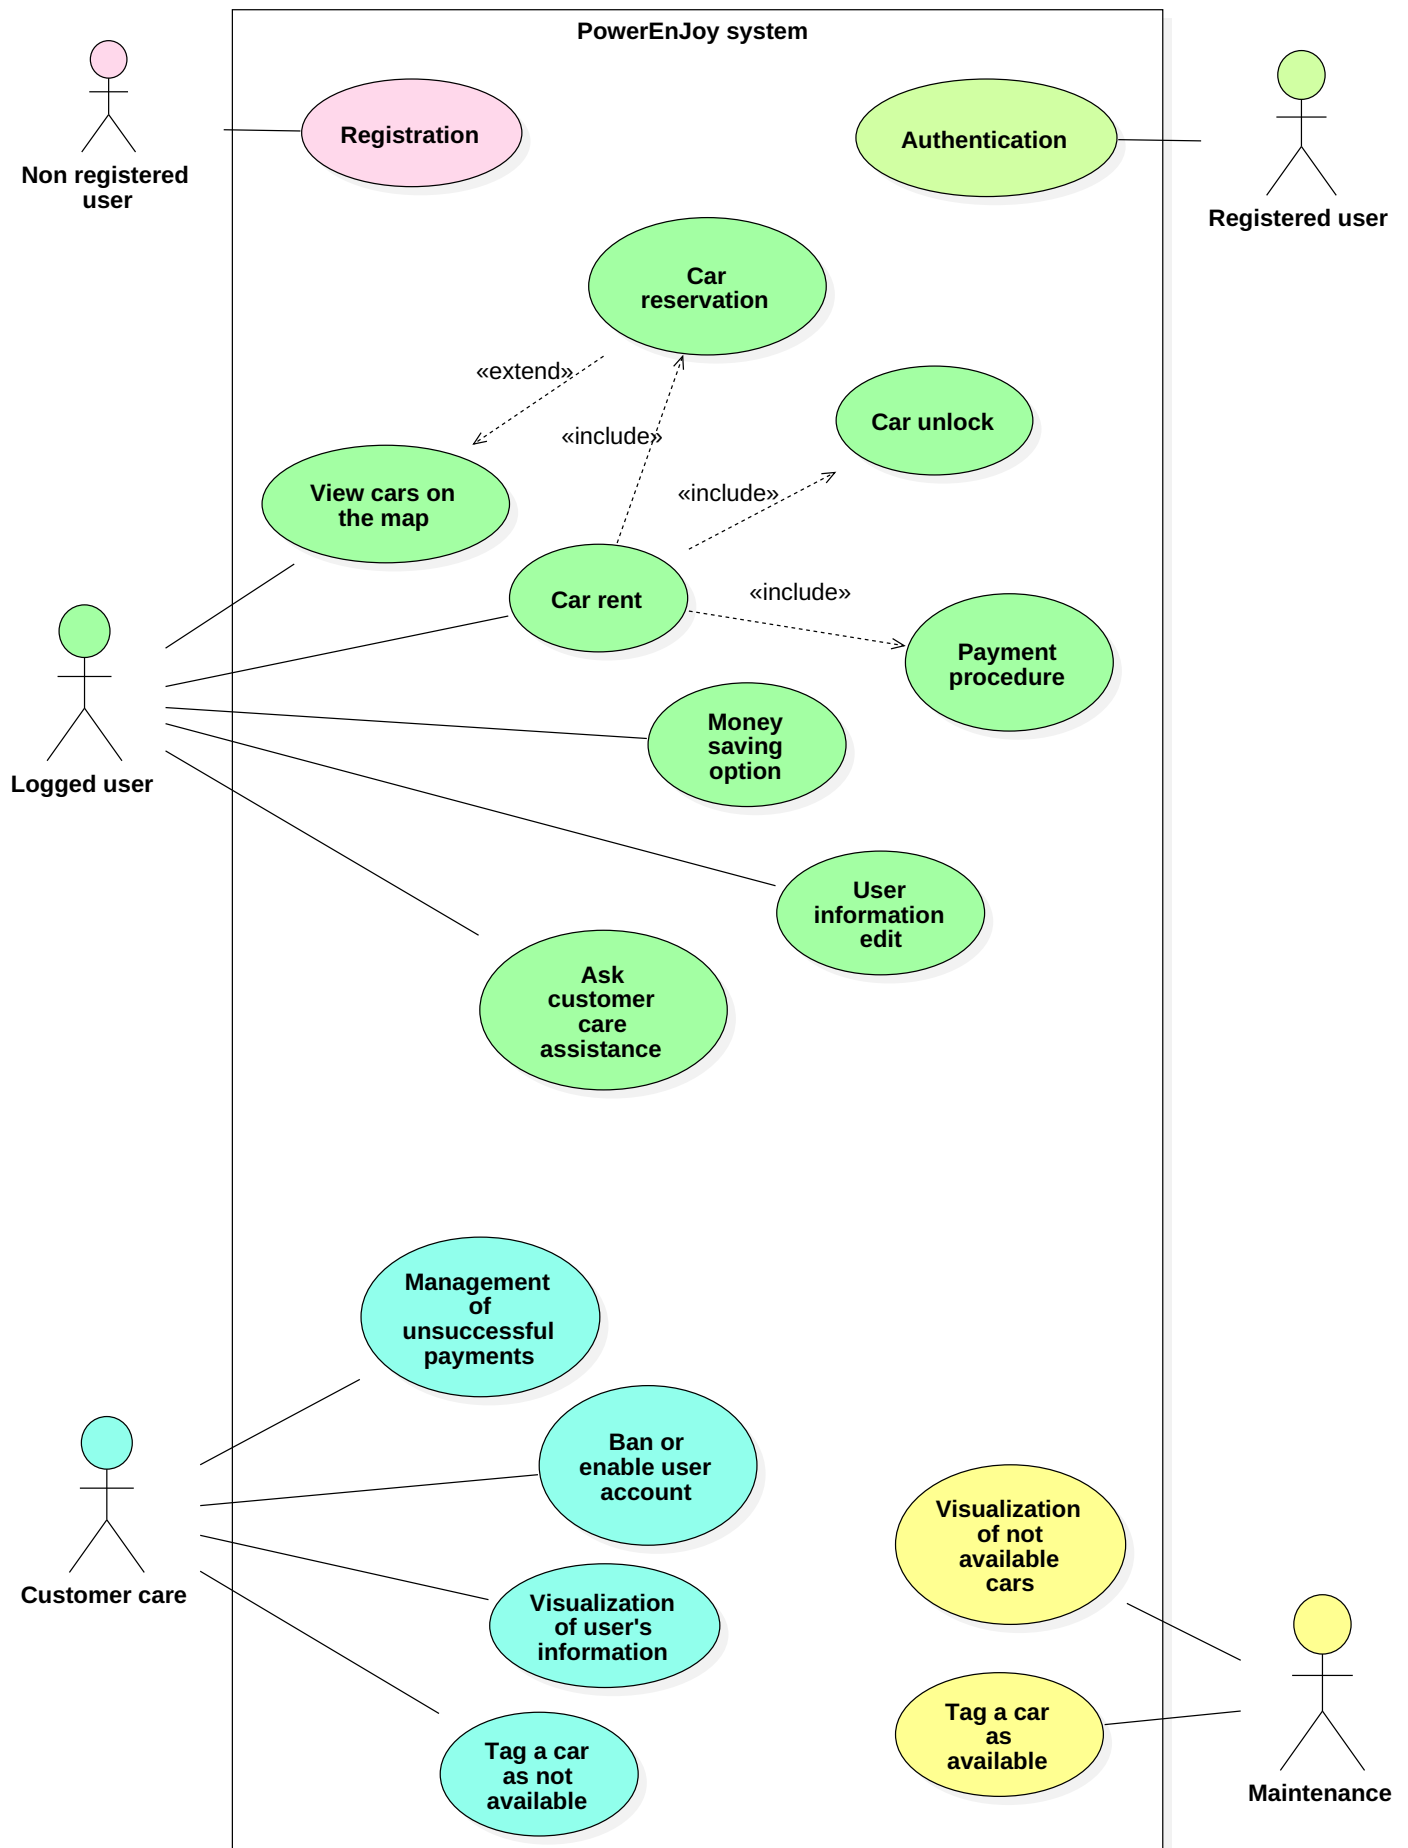 PowerEnJoy system
Registration
Authentication
Non registered
user
Registered user
Car
reservation
«extend»
«include»
Car unlock
«include»
View cars on
the map
Car rent
«include»
Payment
procedure
Logged user
Money
saving
option
User
information
edit
Ask
customer
care
assistance
Management
of
unsuccessful
payments
Ban or
enable user
account
Customer care
Visualization
of not
available
cars
Visualization
of user's
information
Tag a car
as
available
Tag a car
as not
available
Maintenance